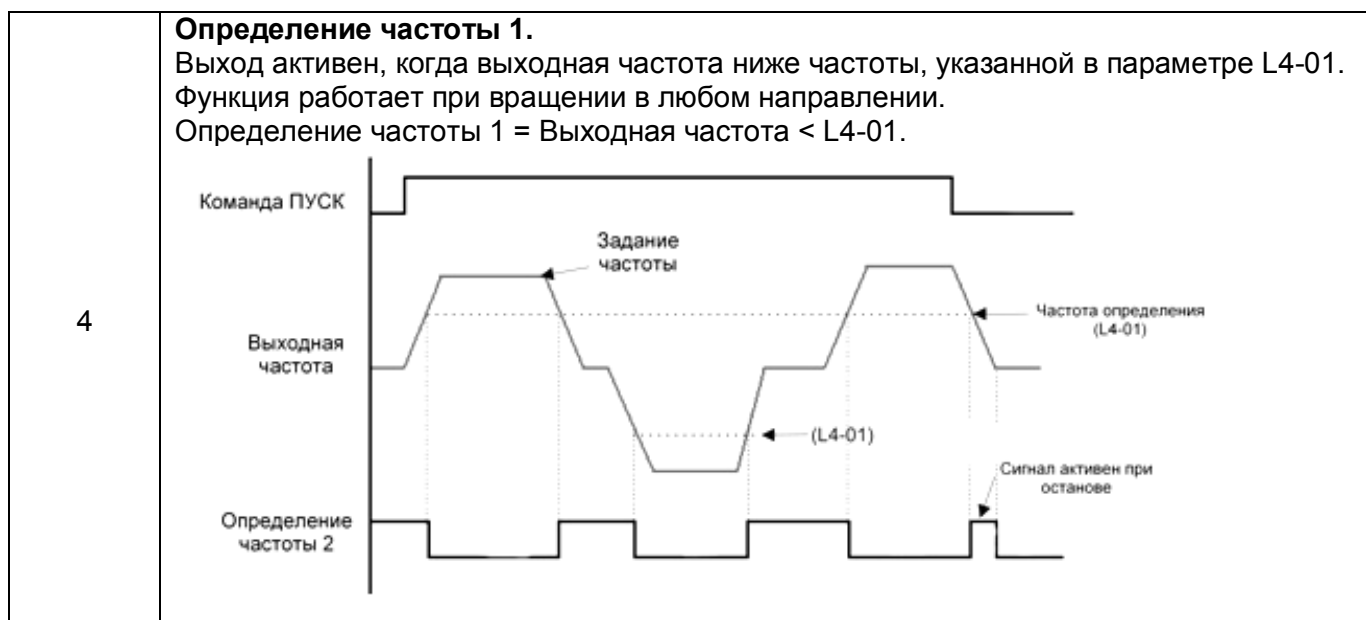 Определение частоты 1.
Выход активен, когда выходная частота ниже частоты, указанной в параметре L4-01.
Функция работает при вращении в любом направлении.
Определение частоты 1 = Выходная частота < L4-01.
Команда ПУСК
Задание
частоты
4
Частота определения
(L4-01)
Выходная
частота
(L4-01)
Сигнал активен при
останове
Определение
частоты 2